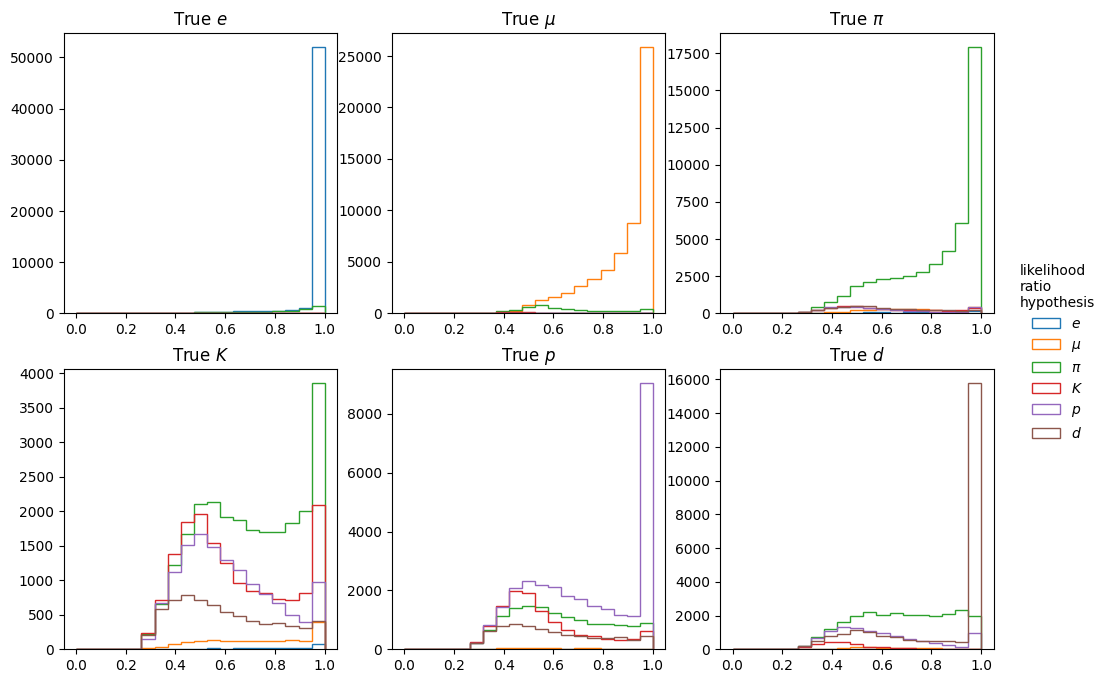 True e
True μ
True π
50000
40000
30000
20000
10000
0
0.0 0.2 0.4 0.6 0.8 1.0
25000
20000
15000
10000
5000
0
0.0 0.2 0.4 0.6 0.8 1.0
17500
15000
12500
10000
7500
5000
2500
0
0.0 0.2 0.4 0.6 0.8 1.0
True K
True p
True d
4000
3500
3000
2500
2000
1500
1000
500
0
0.0 0.2 0.4 0.6 0.8 1.0
8000
6000
4000
2000
0
0.0 0.2 0.4 0.6 0.8 1.0
16000
14000
12000
10000
8000
6000
4000
2000
0
0.0 0.2 0.4 0.6 0.8 1.0
likelihood
ratio
hypothesis
e
μ
π
K
p
d